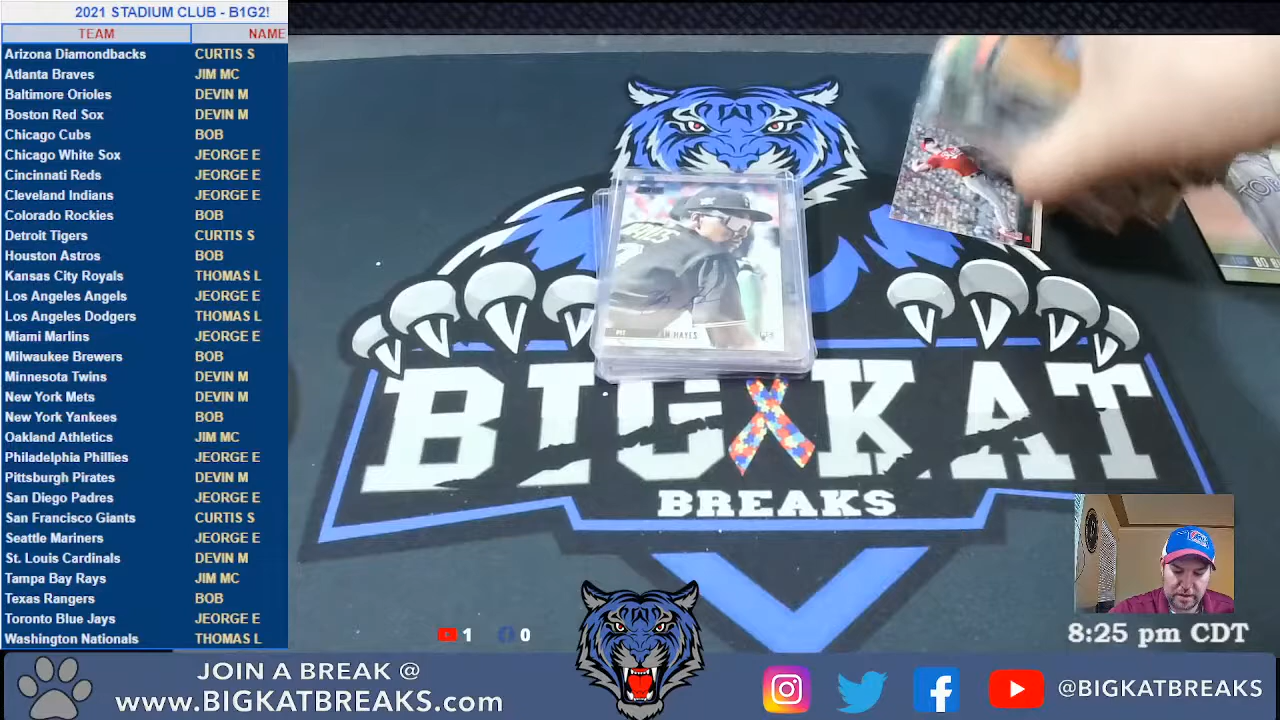 2021 STADIUM CLUB - B1G2!
TEAM NAME
Arizona Diamondbacks CURTIS S
Atlanta Braves JIM MC
Baltimore Orioles DEVIN M
Boston Red Sox DEVIN M
Chicago Cubs BOB
Chicago White Sox JEORGE E
Cincinnati Reds JEORGE E
Cleveland Indians JEORGE E
Colorado Rockies BOB
Detroit Tigers CURTIS S
Houston Astros BOB
Kansas City Royals THOMAS L
Los Angeles Angels JEORGE E
Los Angeles Dodgers THOMAS L
Miami Marlins JEORGE E
Milwaukee Brewers BOB
Minnesota Twins DEVIN M
New York Mets DEVIN M
New York Yankees BOB
Oakland Athletics JIM MC
Philadelphia Phillies JEORGE E
Pittsburgh Pirates DEVIN M
San Diego Padres JEORGE E
San Francisco Giants CURTIS S
Seattle Mariners JEORGE E
St. Louis Cardinals DEVIN M
Tampa Bay Rays JIM MC
Texas Rangers BOB
Toronto Blue Jays JEORGE E
Washington Nationals THOMAS L
HAYES
BIG KAT
BREAKS
1 0
8:25 pm CDT
JOIN A BREAK @
www.BIGKATBREAKS.com
@BIGKATBREAKS